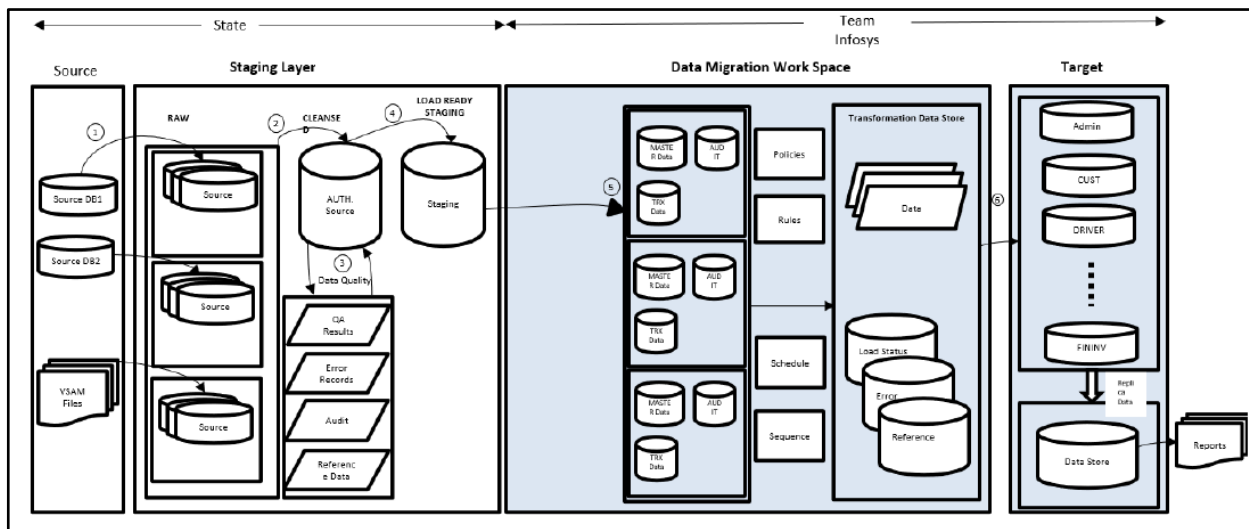 State
Team
Infosys
Source
Staging Layer
Data Migration Work Space
Target
RAW
1
2
CLEANSE
D
4
LOAD READY
STAGING
Source DB1
Source DB2
VSAM
Files
Source
Source
Source
AUTH.
Source
Staging
3
Data Quality
QA
Results
Error
Records
Audit
Referenc
e Data
5
MASTE
R Data
AUD
IT
TRX
Data
MASTE
R Data
AUD
IT
TRX
Data
MASTE
R Data
AUD
IT
TRX
Data
Policies
Rules
Schedule
Sequence
Transformation Data Store
Data
Load Status
Error
Reference
6
Admin
CUST
DRIVER
FININV
Repli
ca
Data
Data Store
Reports